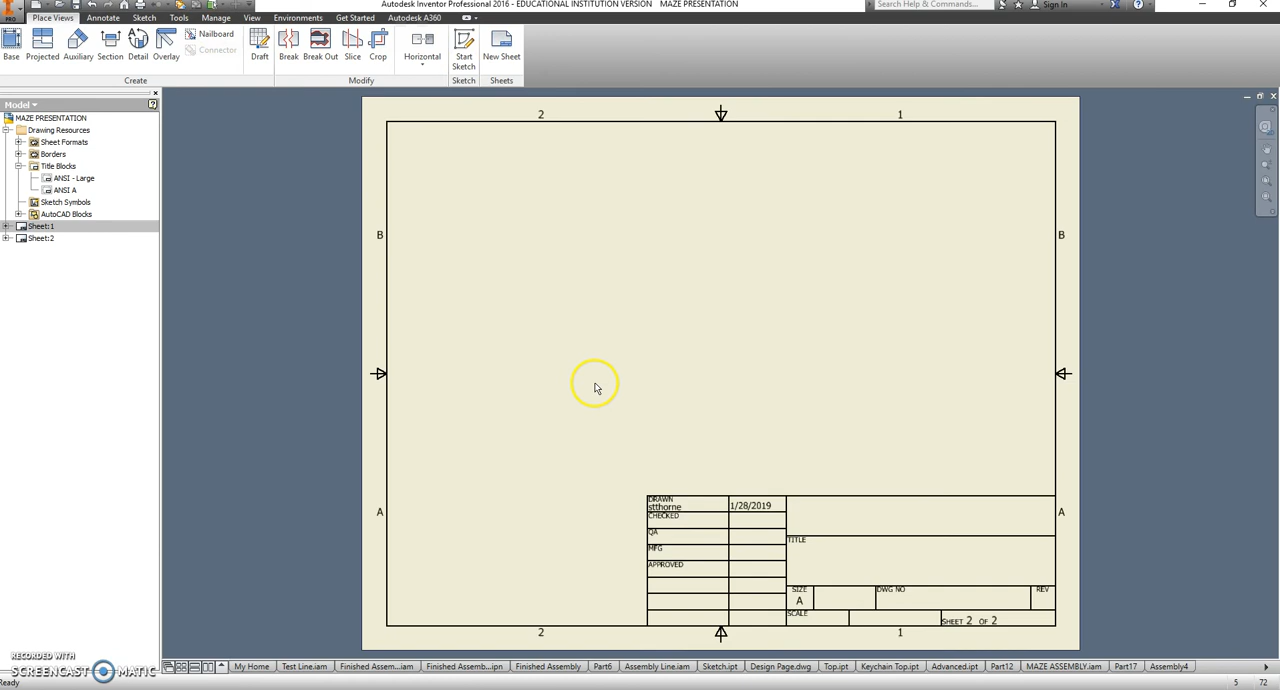 Autodesk Inventor Professional 2016 - EDUCATIONAL INSTITUTION VERSION MAZE PRESENTATION
Search Help & Commands...
Sign In
PRO
Place Views Annotate Sketch Tools Manage View Environments Get Started Autodesk A360
Base Projected Auxiliary Section Detail Overlay Nailboard Connector Draft Break Break Out Slice Crop Horizontal Start Sketch New Sheet
Create Modify Sketch Sheets
Model
MAZE PRESENTATION
Drawing Resources
Sheet Formats
Borders
Title Blocks
ANSI - Large
ANSI A
Sketch Symbols
AutoCAD Blocks
Sheet:1
Sheet:2
2 1
B B
A A
DRAWN
stthorne 1/28/2019
CHECKED
QA
TITLE
MFG
APPROVED
SIZE DWG NO REV
A
SCALE
SHEET 2 OF 2
2 1
RECORDED WITH
SCREENCAST MATIC
My Home Test Line.iam Finished Assem...iam Finished Assemb...ipn Finished Assembly Part6 Assembly Line.iam Sketch.ipt Design Page.dwg Top.ipt Keychain Top.ipt Advanced.ipt Part12 MAZE ASSEMBLY.iam Part17 Assembly4
Ready 5 72